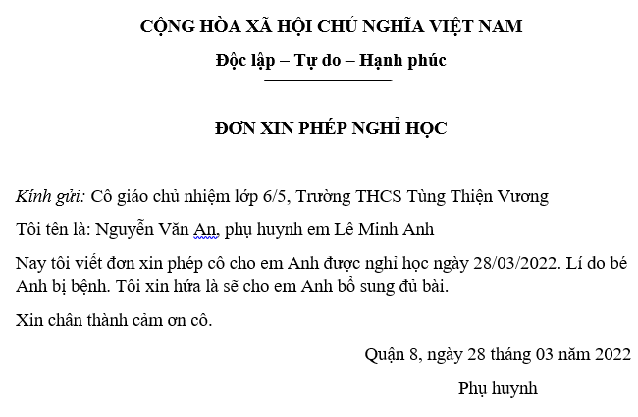 CỘNG HÒA XÃ HỘI CHỦ NGHĨA VIỆT NAM
Độc lập – Tự do – Hạnh phúc
ĐƠN XIN PHÉP NGHỈ HỌC
Kính gửi: Cô giáo chủ nhiệm lớp 6/5, Trường THCS Tùng Thiện Vương
Tôi tên là: Nguyễn Văn An, phụ huynh em Lê Minh Anh
Nay tôi viết đơn xin phép cô cho em Anh được nghỉ học ngày 28/03/2022. Lí do bé
Anh bị bệnh. Tôi xin hứa là sẽ cho em Anh bổ sung đủ bài.
Xin chân thành cảm ơn cô.
Quận 8, ngày 28 tháng 03 năm 2022
Phụ huynh